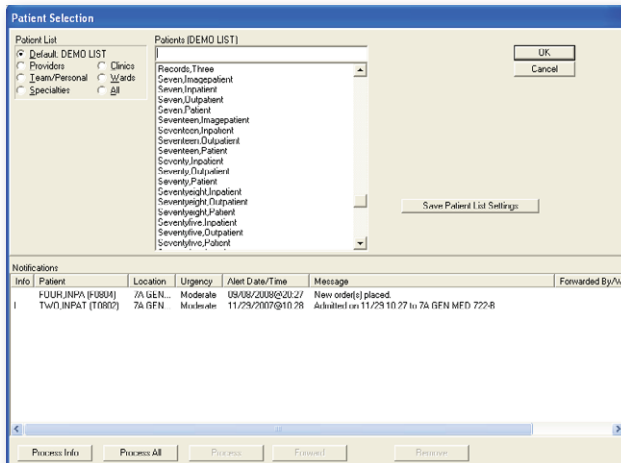 Patient Selection
Patient List
Default: DEMO LIST
Providers Clinics
Team/Personal Wards
Specialties All
Patients (DEMO LIST)
Records,Three
Seven,Imagepatient
Seven,Inpatient
Seven,Outpatient
Seven,Patient
Seventeen,Imagepatient
Seventeen,Inpatient
Seventeen,Outpatient
Seventeen,Patient
Seventy,Inpatient
Seventy,Outpatient
Seventy,Patient
Seventyeight,Inpatient
Seventyeight,Outpatient
Seventyeight,Patient
Seventyfive,Inpatient
Seventyfive,Outpatient
Seventyfive,Patient
OK
Cancel
Save Patient List Settings
Notifications
Info Patient Location Urgency Alert Date/Time Message Forwarded By/W
FOUR,INPA (F0804) 7A GEN... Moderate 09/08/2008@20:27 New order(s) placed.
I TWO,INPAT (T0802) 7A GEN... Moderate 11/29/2007@10:28 Admitted on 11/29 10:27 to 7A GEN MED 722-B
Process Info Process All Process Forward Remove